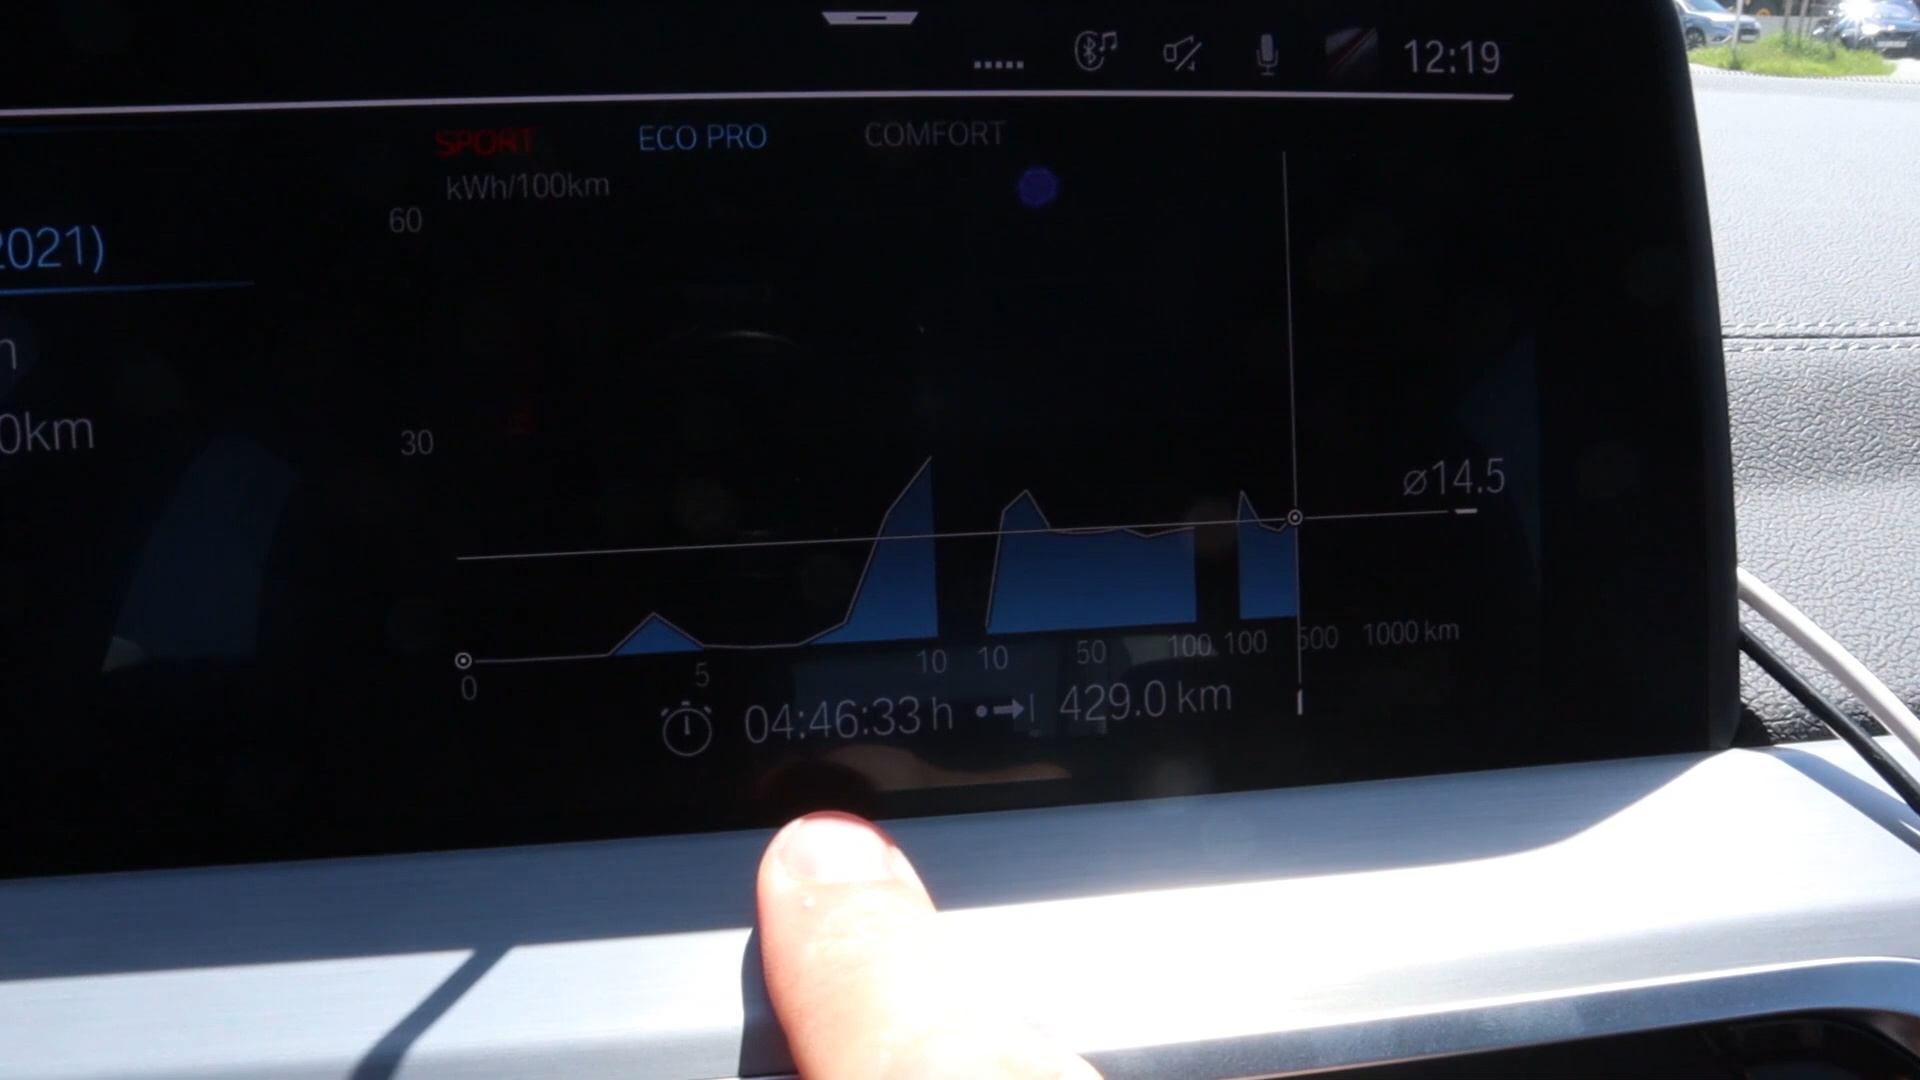 12:19
SPORT ECO PRO COMFORT
kWh/100km
60
2021)
30
0km
⌀14.5
0 5 10 10 50 100 100 500 1000 km
04:46:33 h 429.0 km